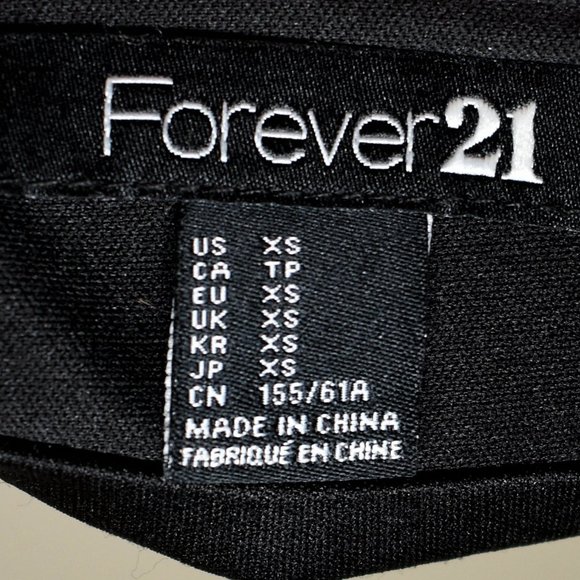 Forever21
US XS
CA TP
EU XS
UK XS
KR XS
JP XS
CN 155/61A
MADE IN CHINA
FABRIQUÉ EN CHINE